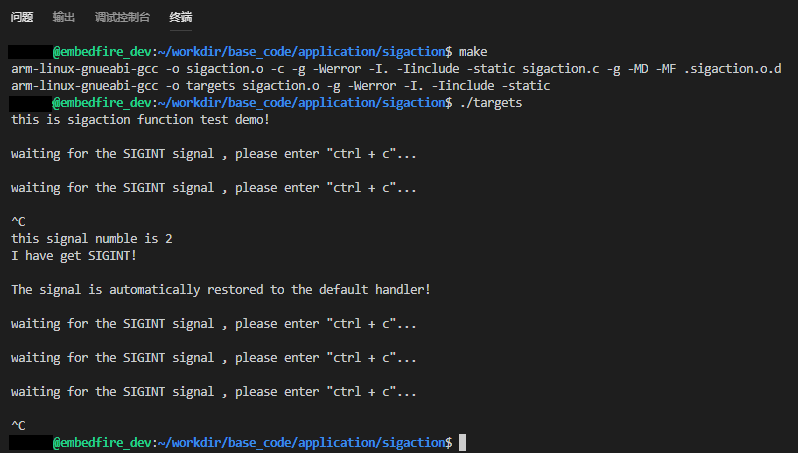 问题 输出 调试控制台 终端
@embedfire_dev:~/workdir/base_code/application/sigaction$ make
arm-linux-gnueabi-gcc -o sigaction.o -c -g -Werror -I. -Iinclude -static sigaction.c -g -MD -MF .sigaction.o.d
arm-linux-gnueabi-gcc -o targets sigaction.o -g -Werror -I. -Iinclude -static
@embedfire_dev:~/workdir/base_code/application/sigaction$ ./targets
this is sigaction function test demo!
waiting for the SIGINT signal , please enter "ctrl + c"...
waiting for the SIGINT signal , please enter "ctrl + c"...
^C
this signal numble is 2
I have get SIGINT!
The signal is automatically restored to the default handler!
waiting for the SIGINT signal , please enter "ctrl + c"...
waiting for the SIGINT signal , please enter "ctrl + c"...
waiting for the SIGINT signal , please enter "ctrl + c"...
^C
@embedfire_dev:~/workdir/base_code/application/sigaction$